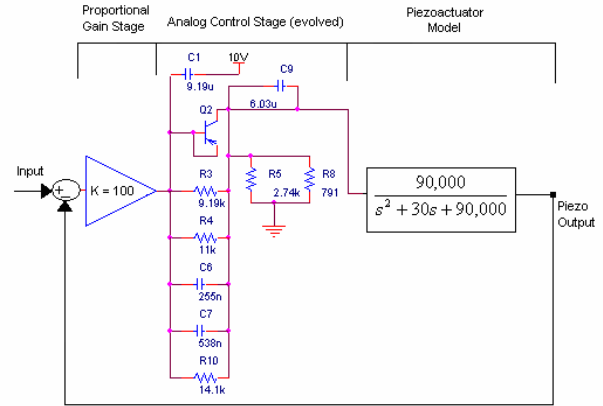 Proportional
Gain Stage
Analog Control Stage (evolved)
Piezoactuator
Model
C1
9.19u
10V
C9
6.03u
Q2
Input
+
-
K = 100
R3
9.19k
R4
11k
C6
255n
C7
538n
R10
14.1k
R5
2.74k
R8
791
90,000
s² + 30s + 90,000
Piezo
Output